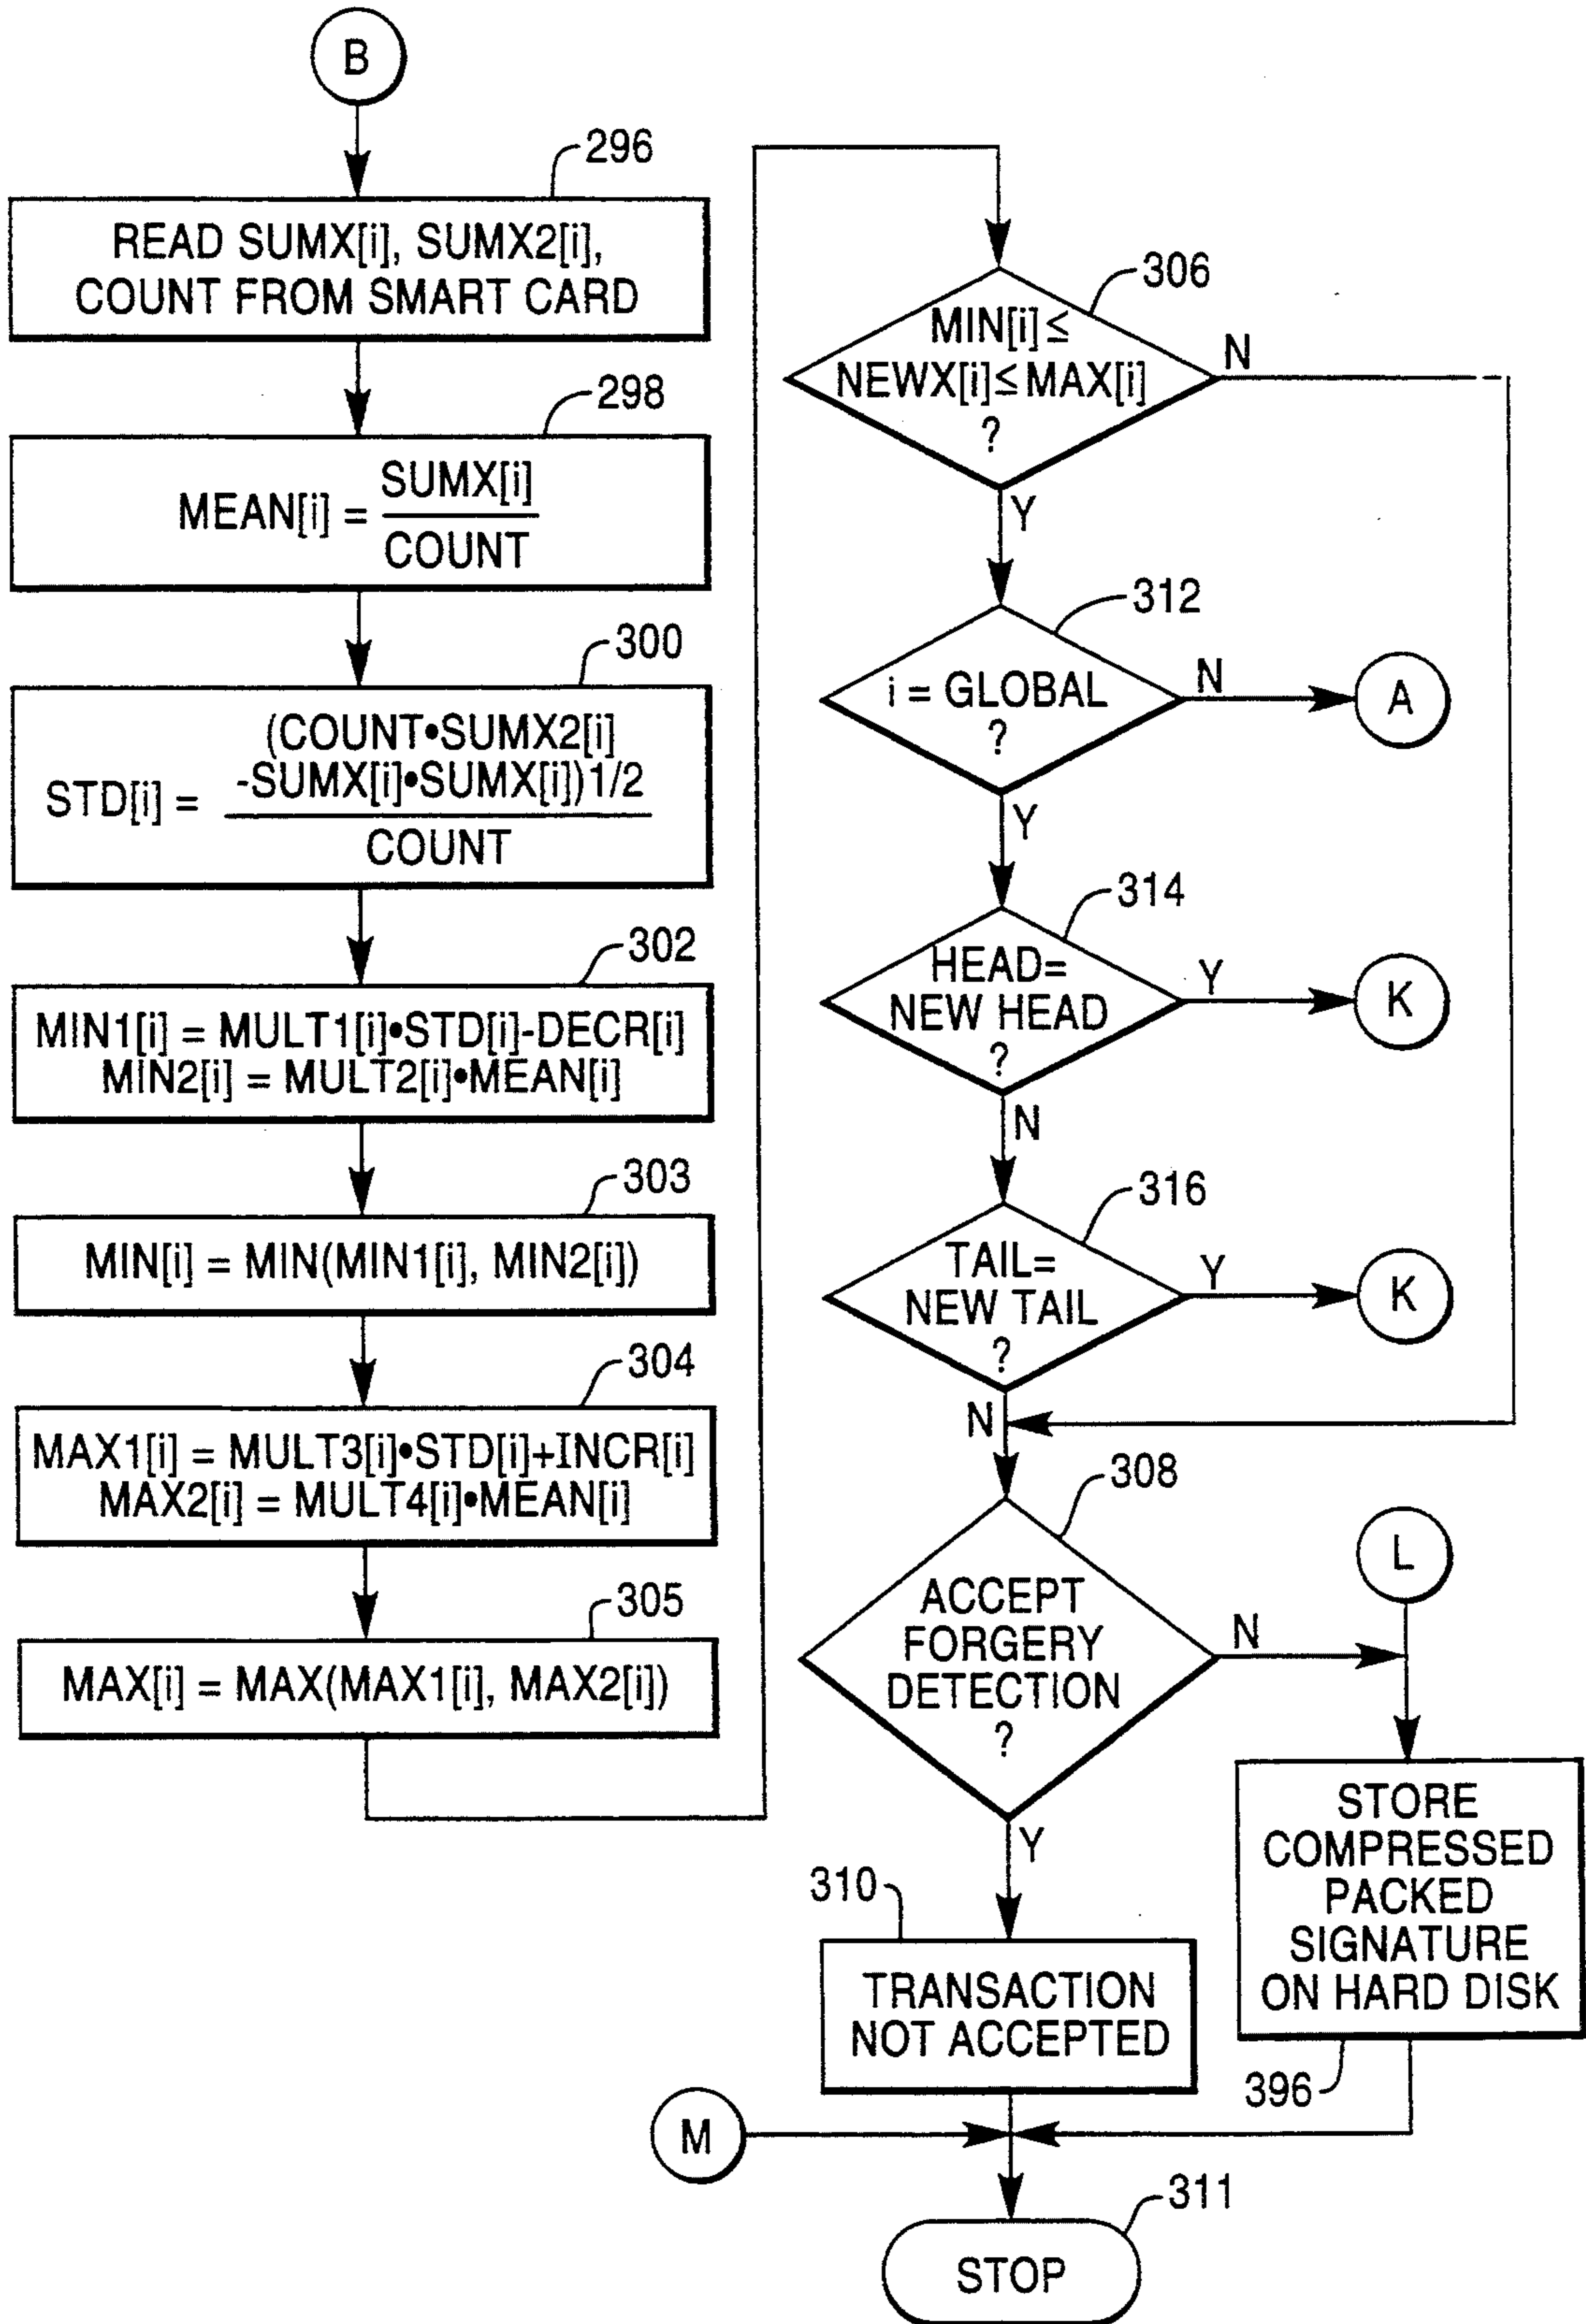 B
296
READ SUMX[i], SUMX2[i],
COUNT FROM SMART CARD
298
MEAN[i] = SUMX[i]
COUNT
300
(COUNT•SUMX2[i]
-SUMX[i]•SUMX[i])1/2
STD[i] =
COUNT
302
MIN1[i] = MULT1[i]•STD[i]-DECR[i]
MIN2[i] = MULT2[i]•MEAN[i]
303
MIN[i] = MIN(MIN1[i], MIN2[i])
304
MAX1[i] = MULT3[i]•STD[i]+INCR[i]
MAX2[i] = MULT4[i]•MEAN[i]
305
MAX[i] = MAX(MAX1[i], MAX2[i])
306
MIN[i]≤
NEWX[i]≤MAX[i]
?
N
Y
312
i = GLOBAL
?
N
A
Y
314
HEAD=
NEW HEAD
?
Y
K
N
316
TAIL=
NEW TAIL
?
Y
K
N
308
ACCEPT
FORGERY
DETECTION
?
N
L
Y
STORE
COMPRESSED
PACKED
SIGNATURE
ON HARD DISK
396
310
TRANSACTION
NOT ACCEPTED
M
311
STOP